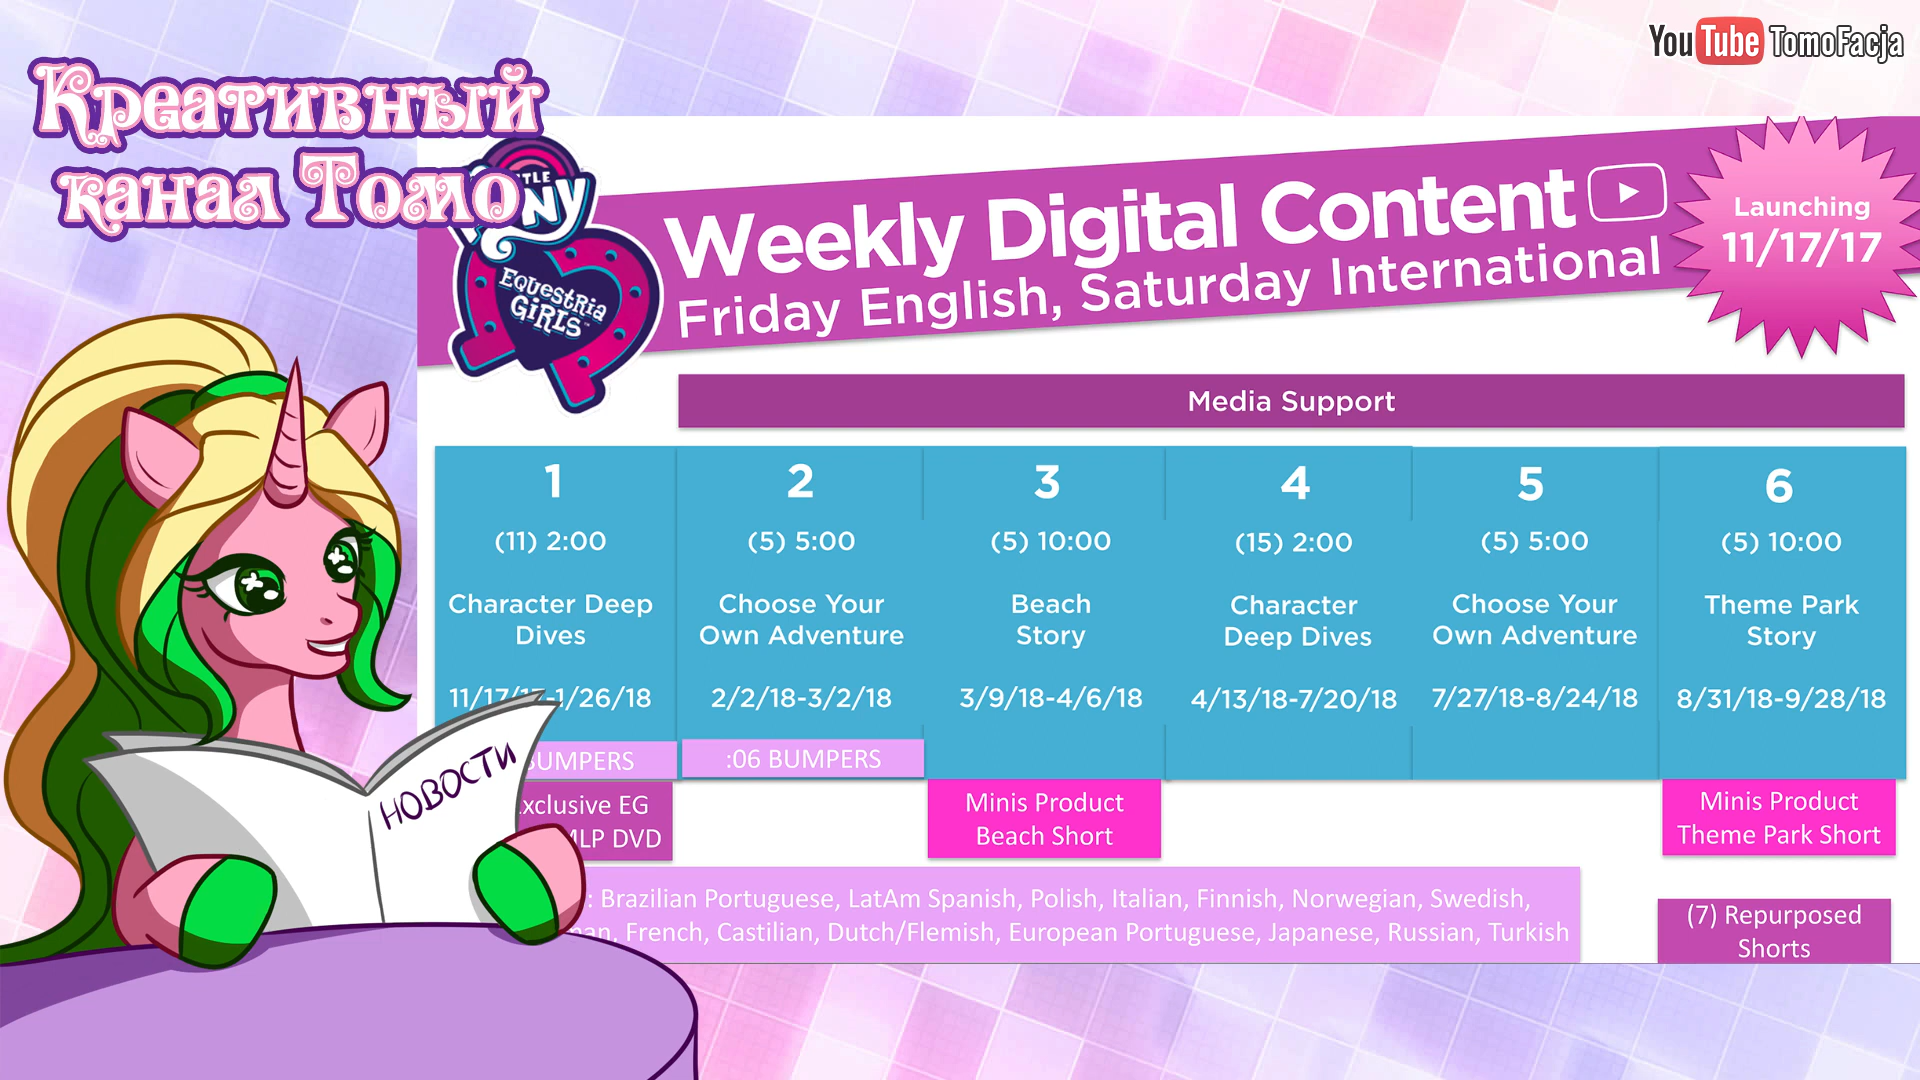 YouTube TomoFacja
Креативный
канал Томо
PONY
EQUESTRIA
GIRLS
Weekly Digital Content
Friday English, Saturday International
Launching
11/17/17
Media Support
1
(11) 2:00
Character Deep
Dives
1/26/18
2
(5) 5:00
Choose Your
Own Adventure
2/2/18-3/2/18
:06 BUMPERS
3
(5) 10:00
Beach
Story
3/9/18-4/6/18
Minis Product
Beach Short
4
(15) 2:00
Character
Deep Dives
4/13/18-7/20/18
5
(5) 5:00
Choose Your
Own Adventure
7/27/18-8/24/18
6
(5) 10:00
Theme Park
Story
8/31/18-9/28/18
Minis Product
Theme Park Short
EG
DVD
: Brazilian Portuguese, LatAm Spanish, Polish, Italian, Finnish, Norwegian, Swedish,
French, Castilian, Dutch/Flemish, European Portuguese, Japanese, Russian, Turkish
(7) Repurposed
Shorts
НОВОСТИ